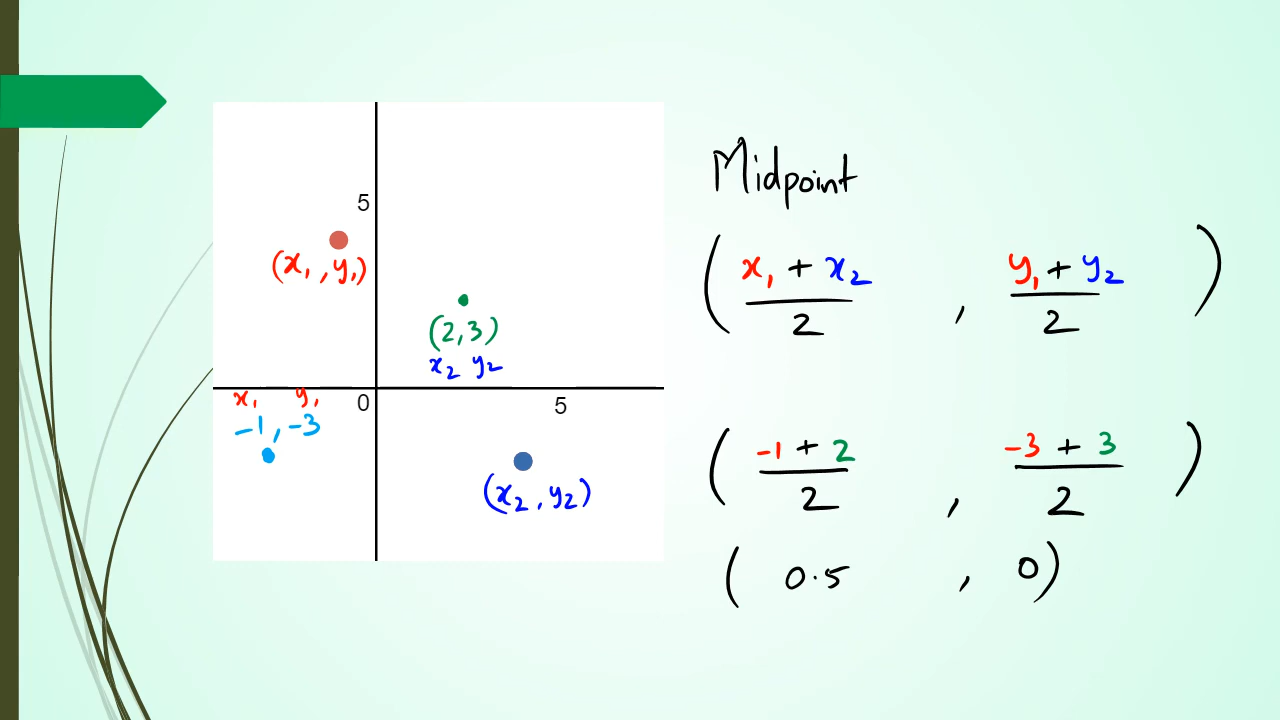 Midpoint
5
(x₁ , y₁)
( x₁ + x₂ / 2 , y₁ + y₂ / 2 )
(2,3)
x₂ y₂
x₁ y₁
0
5
-1 , -3
( -1 + 2 / 2 , -3 + 3 / 2 )
(x₂ , y₂)
( 0.5 , 0)